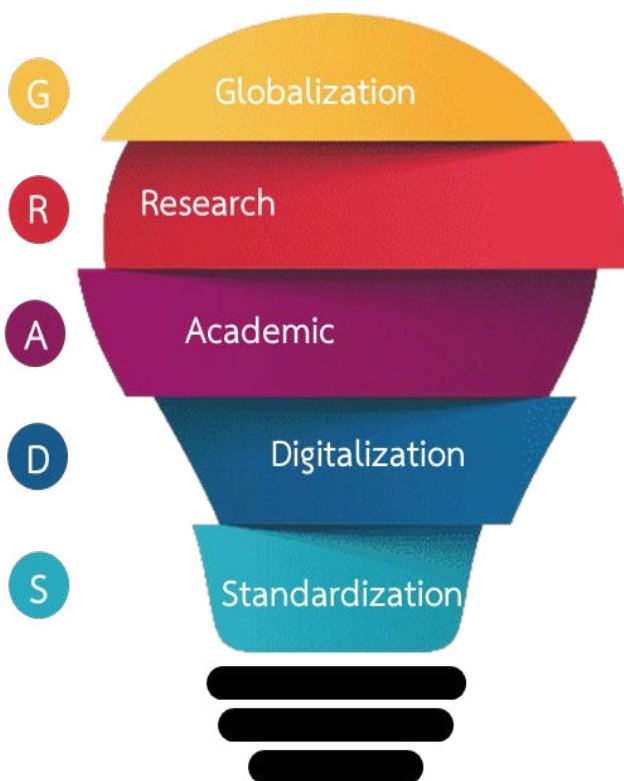 G Globalization
R Research
A Academic
D Digitalization
S Standardization